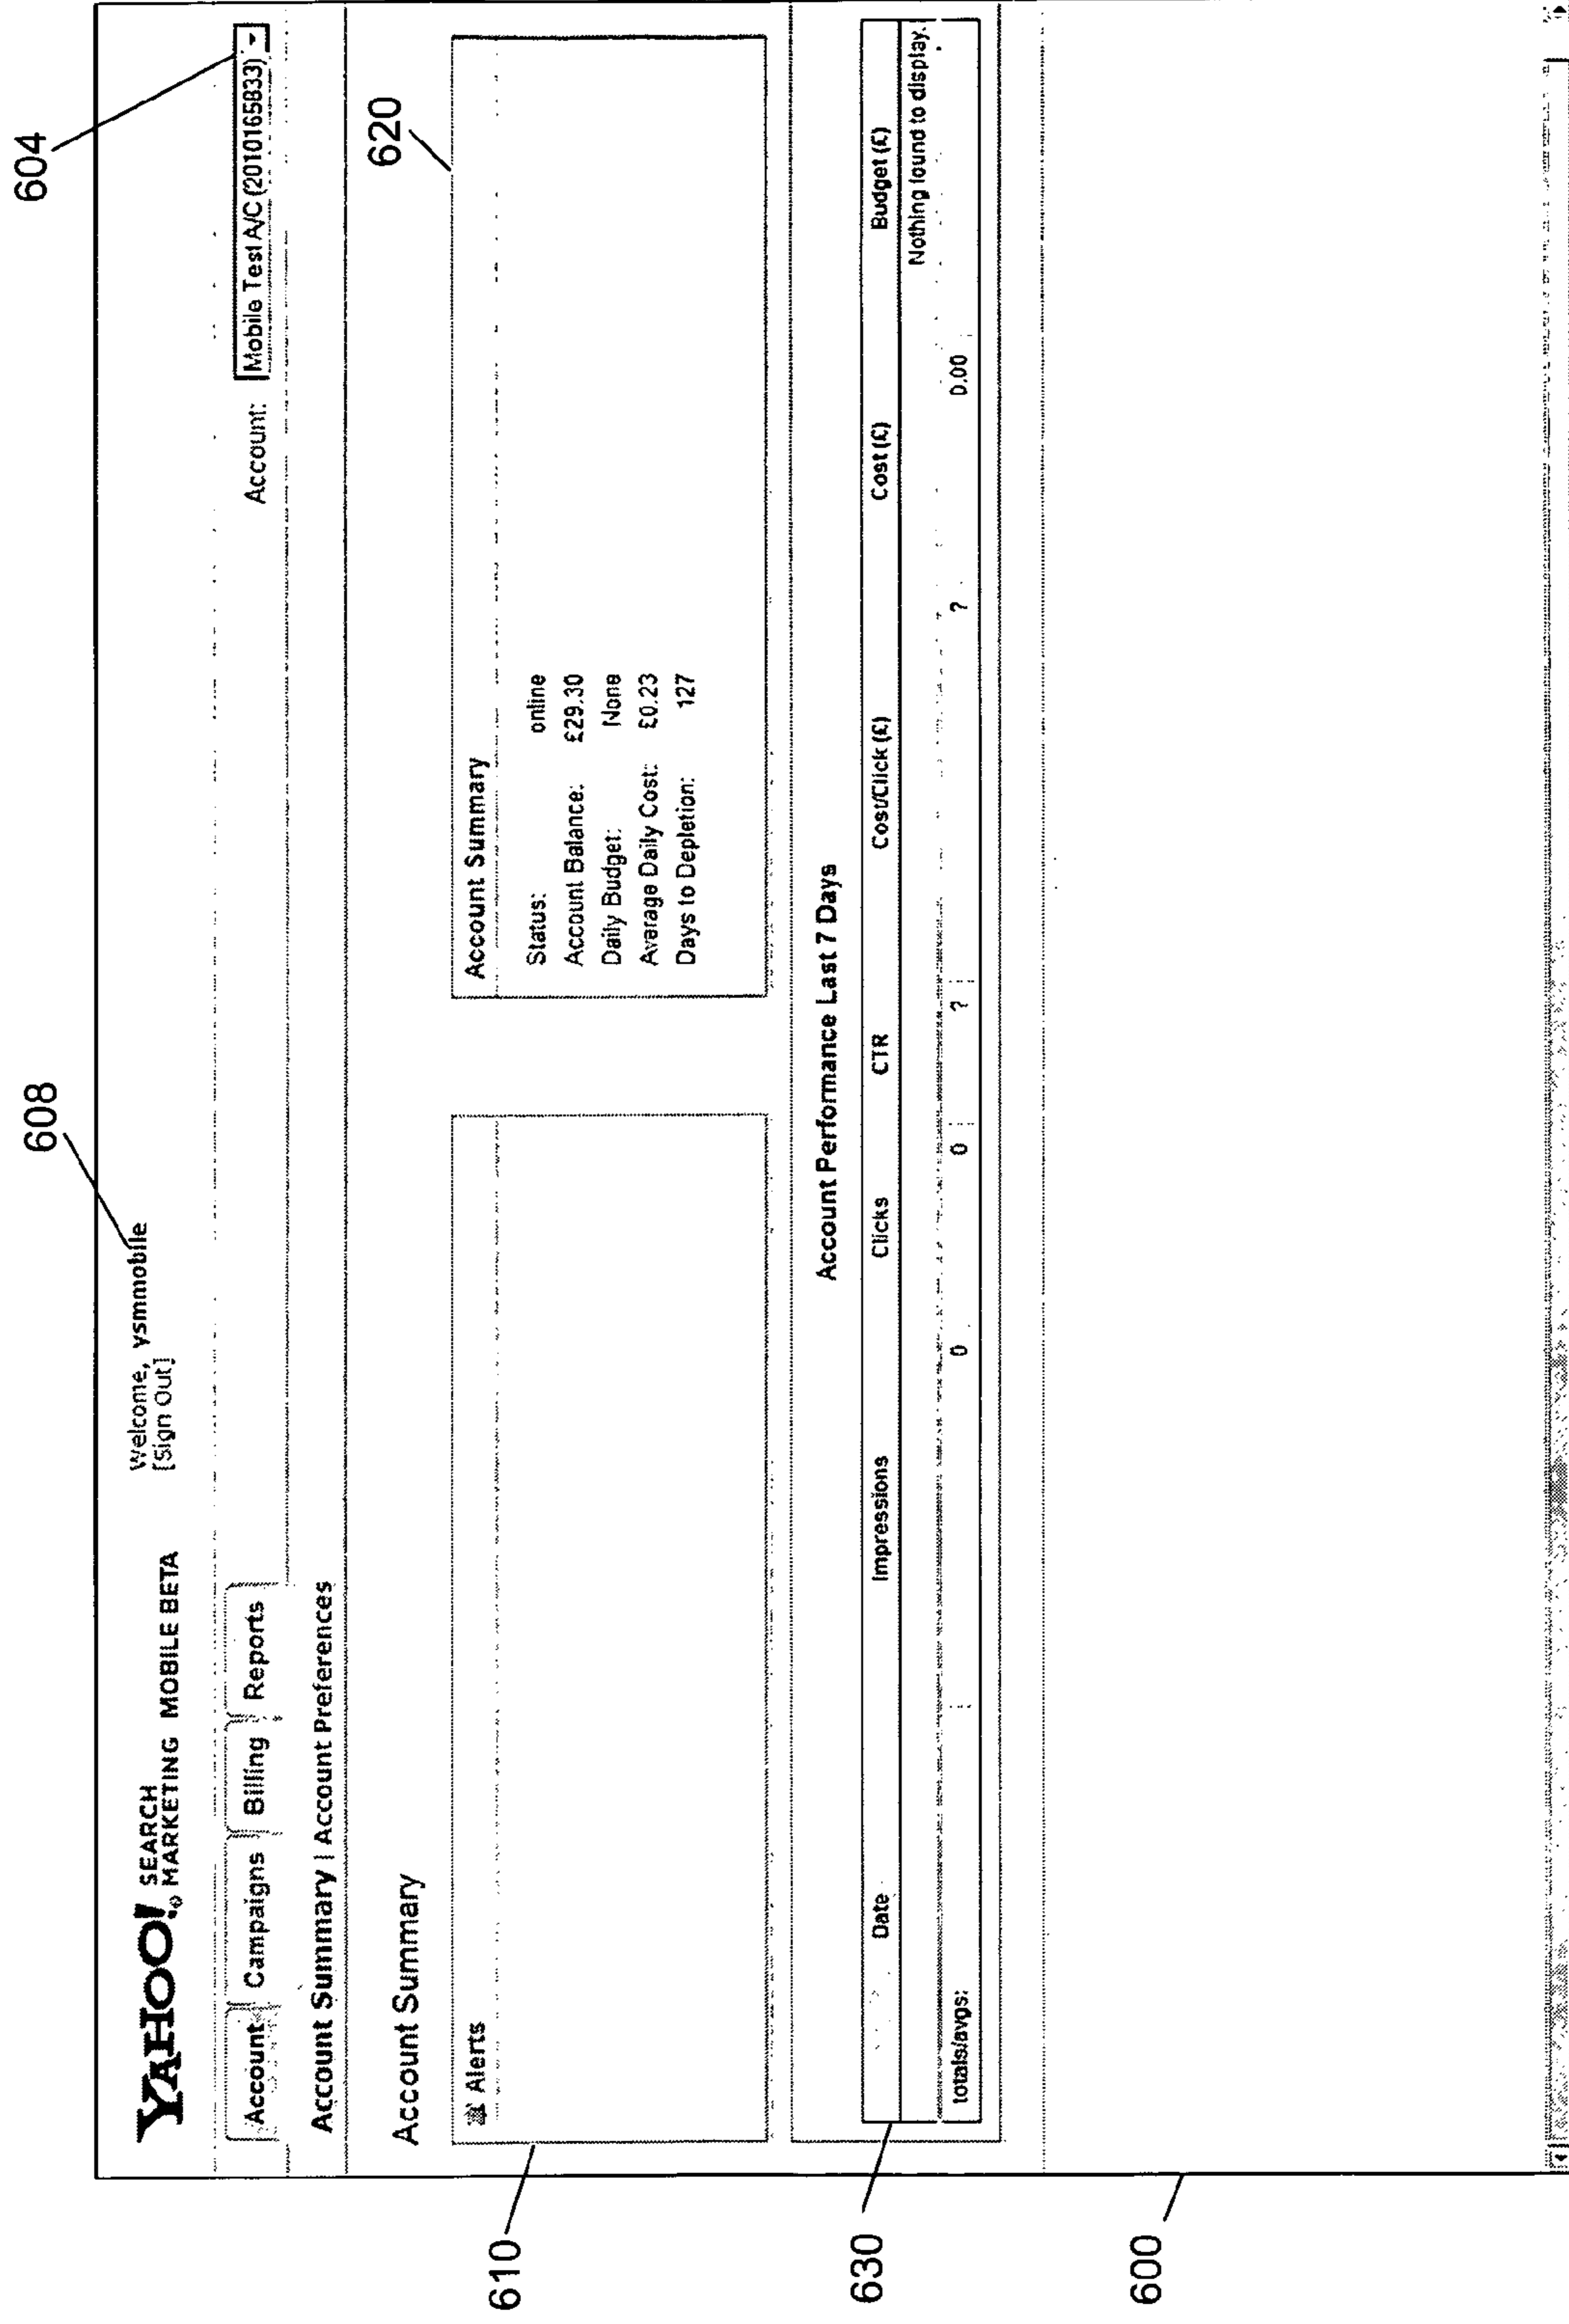 608
604
YAHOO! SEARCH MARKETING MOBILE BETA
Welcome, ysmmobile
[Sign Out]
Account Campaigns Billing Reports
Account: Mobile Test A/C (2010165833)
Account Summary | Account Preferences
Account Summary
620
Alerts
Account Summary
Status: online
Account Balance: £29.30
Daily Budget: None
Average Daily Cost: £0.23
Days to Depletion: 127
610
Account Performance Last 7 Days
Date Impressions Clicks CTR Cost/Click (£) Cost (£) Budget (£)
Nothing found to display.
totals/avgs: 0 0 ? ? 0.00
630
600